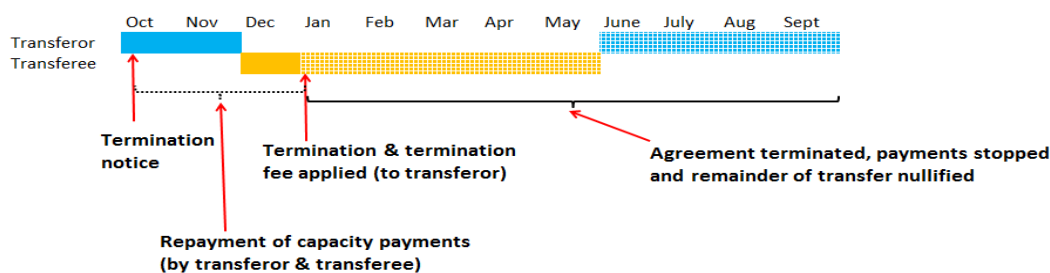 Oct Nov Dec Jan Feb Mar Apr May June July Aug Sept
Transferor
Transferee
Termination
notice
Termination & termination
fee applied (to transferor)
Agreement terminated, payments stopped
and remainder of transfer nullified
Repayment of capacity payments
(by transferor & transferee)